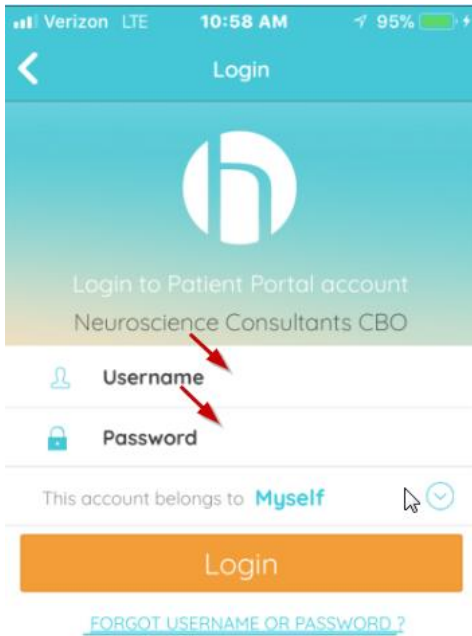 Verizon LTE 10:58 AM 95%
Login
h
Login to Patient Portal account
Neuroscience Consultants CBO
Username
Password
This account belongs to Myself
Login
FORGOT USERNAME OR PASSWORD ?